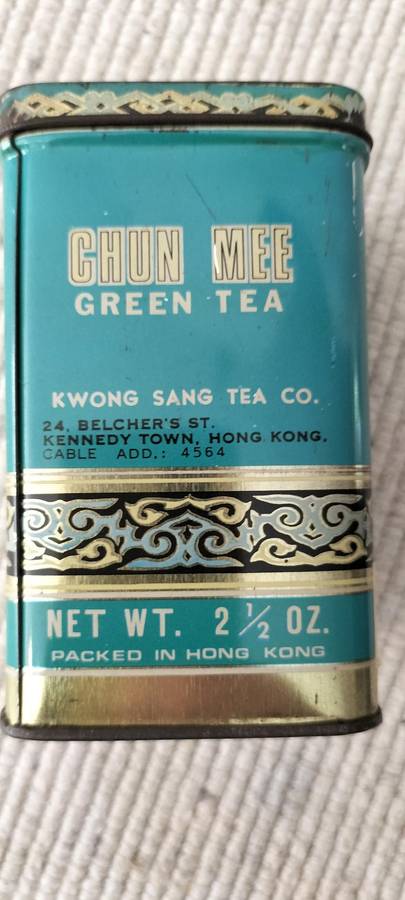 CHUN MEE
GREEN TEA
KWONG SANG TEA CO.
24, BELCHER'S ST.
KENNEDY TOWN, HONG KONG.
CABLE ADD.: 4564
NET WT. 2 1/2 OZ.
PACKED IN HONG KONG